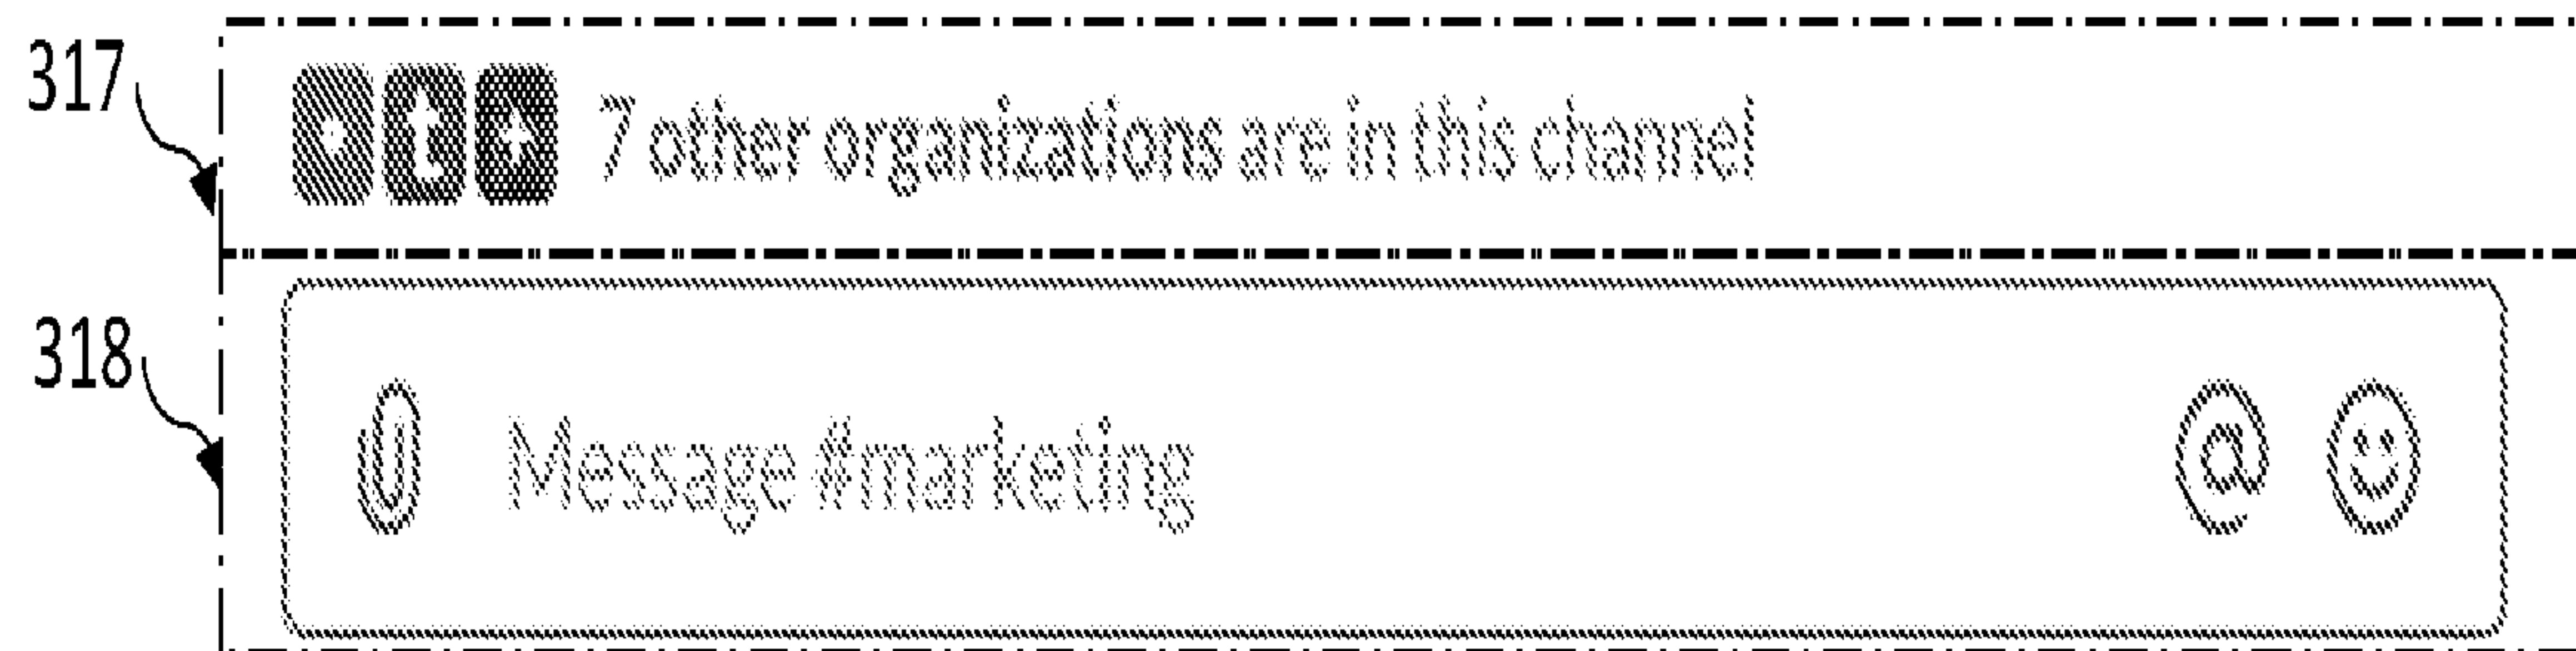 317
t 7 other organizations are in this channel
318
Message #marketing @